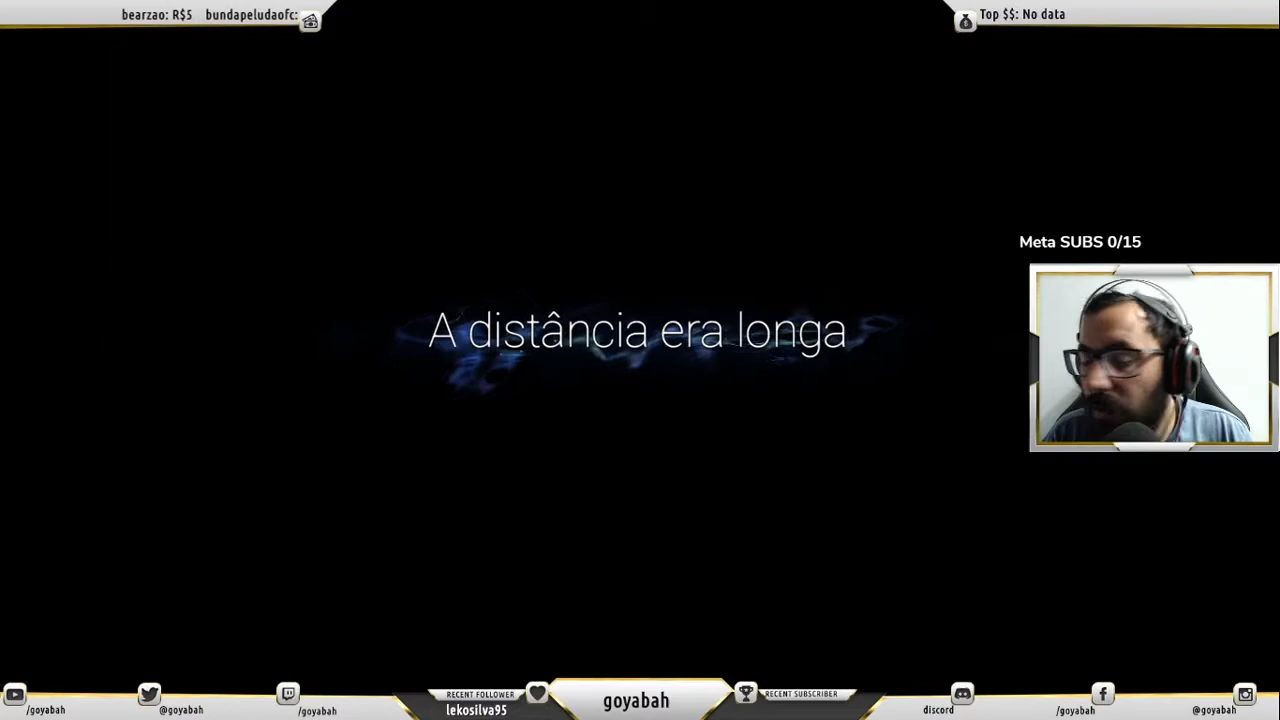 bearzao: R$5 bundapeludaofc:
Top $$: No data
Meta SUBS 0/15
A distância era longa
/goyabah
@goyabah
/goyabah
RECENT FOLLOWER
lekosilva95
goyabah
RECENT SUBSCRIBER
discord
/goyabah
@goyabah